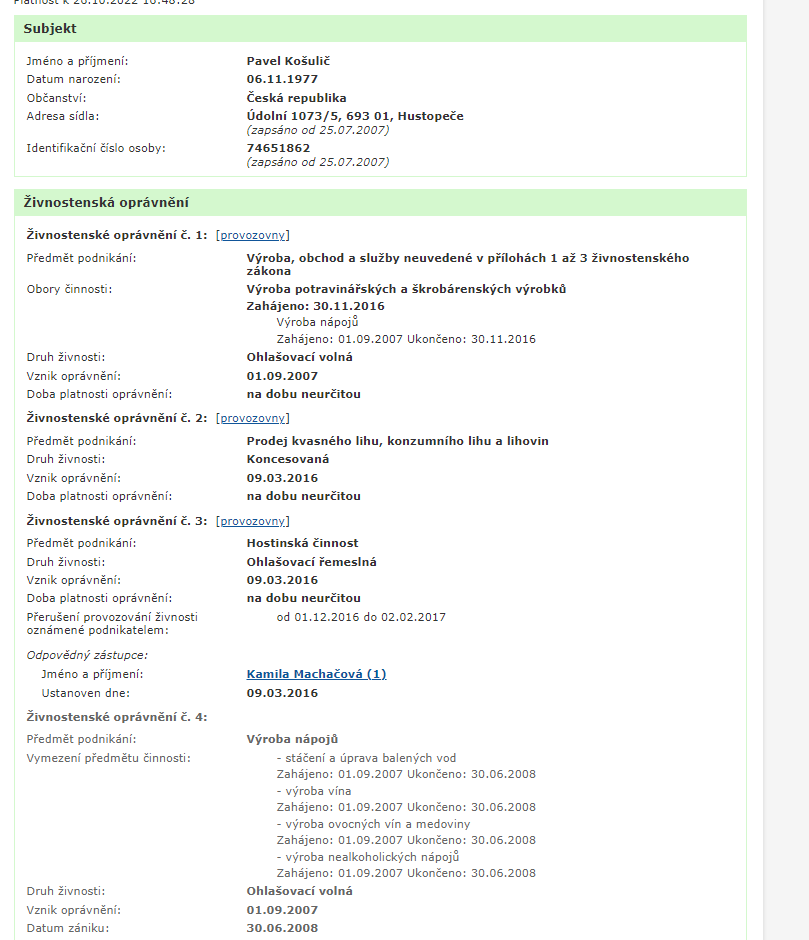 Platnost k 26.10.2022 16:48:28
Subjekt
Jméno a příjmení: Pavel Košulič
Datum narození: 06.11.1977
Občanství: Česká republika
Adresa sídla: Údolní 1073/5, 693 01, Hustopeče
(zapsáno od 25.07.2007)
Identifikační číslo osoby: 74651862
(zapsáno od 25.07.2007)
Živnostenská oprávnění
Živnostenské oprávnění č. 1: [provozovny]
Předmět podnikání: Výroba, obchod a služby neuvedené v přílohách 1 až 3 živnostenského
zákona
Obory činnosti: Výroba potravinářských a škrobárenských výrobků
Zahájeno: 30.11.2016
Výroba nápojů
Zahájeno: 01.09.2007 Ukončeno: 30.11.2016
Druh živnosti: Ohlašovací volná
Vznik oprávnění: 01.09.2007
Doba platnosti oprávnění: na dobu neurčitou
Živnostenské oprávnění č. 2: [provozovny]
Předmět podnikání: Prodej kvasného lihu, konzumního lihu a lihovin
Druh živnosti: Koncesovaná
Vznik oprávnění: 09.03.2016
Doba platnosti oprávnění: na dobu neurčitou
Živnostenské oprávnění č. 3: [provozovny]
Předmět podnikání: Hostinská činnost
Druh živnosti: Ohlašovací řemeslná
Vznik oprávnění: 09.03.2016
Doba platnosti oprávnění: na dobu neurčitou
Přerušení provozování živnosti od 01.12.2016 do 02.02.2017
oznámené podnikatelem:
Odpovědný zástupce:
Jméno a příjmení: Kamila Machačová (1)
Ustanoven dne: 09.03.2016
Živnostenské oprávnění č. 4:
Předmět podnikání: Výroba nápojů
Vymezení předmětu činnosti: - stáčení a úprava balených vod
Zahájeno: 01.09.2007 Ukončeno: 30.06.2008
- výroba vína
Zahájeno: 01.09.2007 Ukončeno: 30.06.2008
- výroba ovocných vín a medoviny
Zahájeno: 01.09.2007 Ukončeno: 30.06.2008
- výroba nealkoholických nápojů
Zahájeno: 01.09.2007 Ukončeno: 30.06.2008
Druh živnosti: Ohlašovací volná
Vznik oprávnění: 01.09.2007
Datum zániku: 30.06.2008